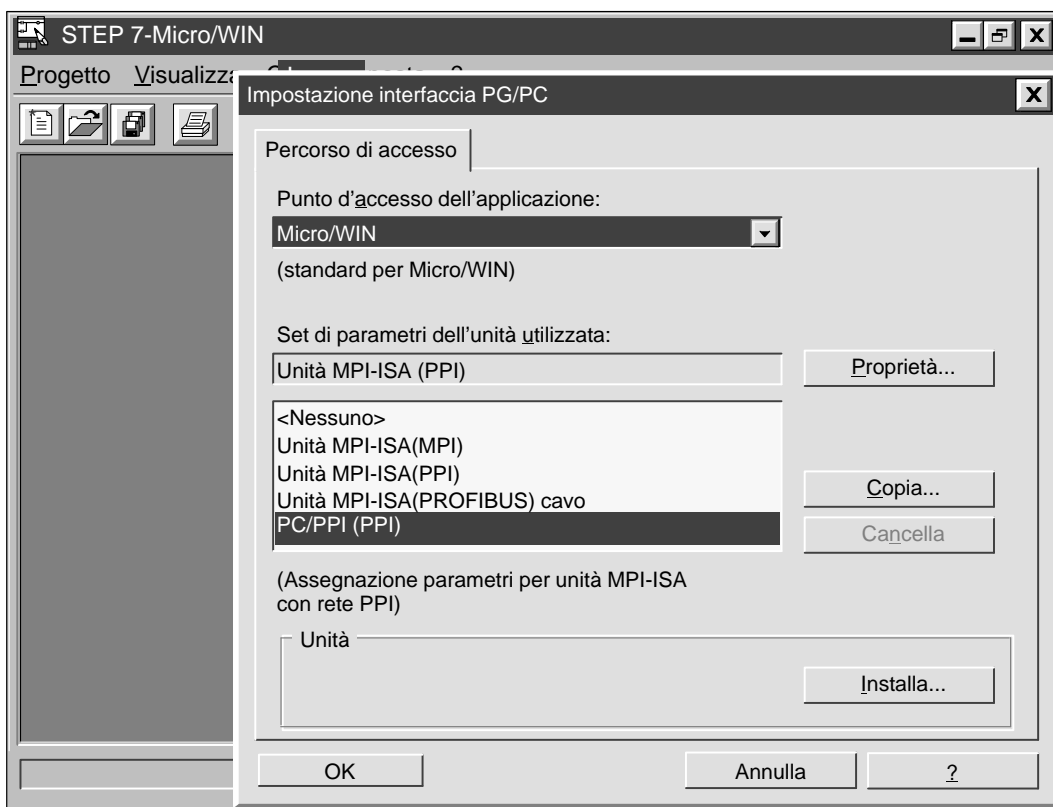 STEP 7-Micro/WIN
Progetto Visualizza
Impostazione interfaccia PG/PC
Percorso di accesso
Punto d'accesso dell'applicazione:
Micro/WIN
(standard per Micro/WIN)
Set di parametri dell'unità utilizzata:
Unità MPI-ISA (PPI)
Proprietà...
<Nessuno>
Unità MPI-ISA(MPI)
Unità MPI-ISA(PPI)
Unità MPI-ISA(PROFIBUS) cavo
PC/PPI (PPI)
Copia...
Cancella
(Assegnazione parametri per unità MPI-ISA
con rete PPI)
Unità
Installa...
OK Annulla ?